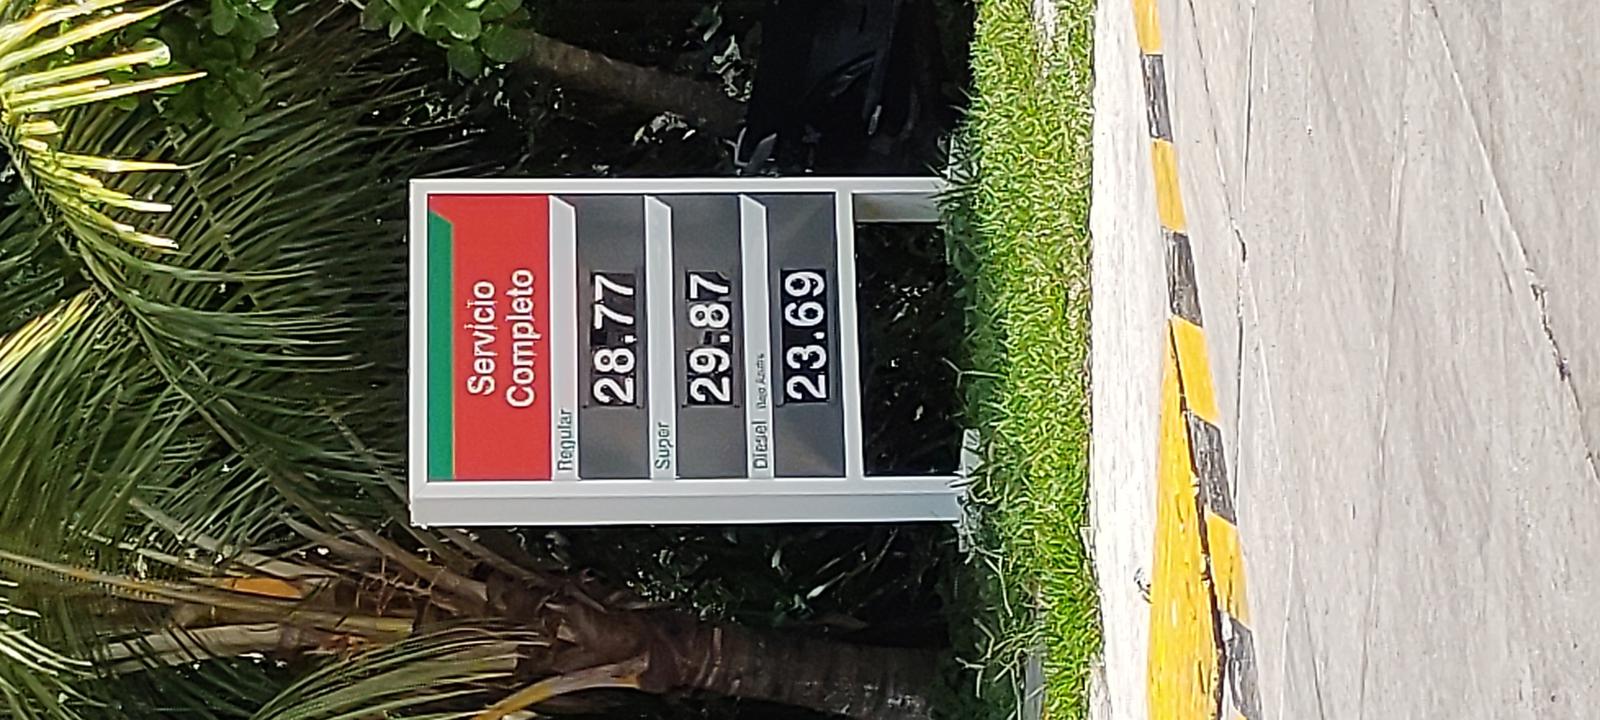 Servicio
Completo
Regular
28.77
Super
29.87
Diesel
23.69